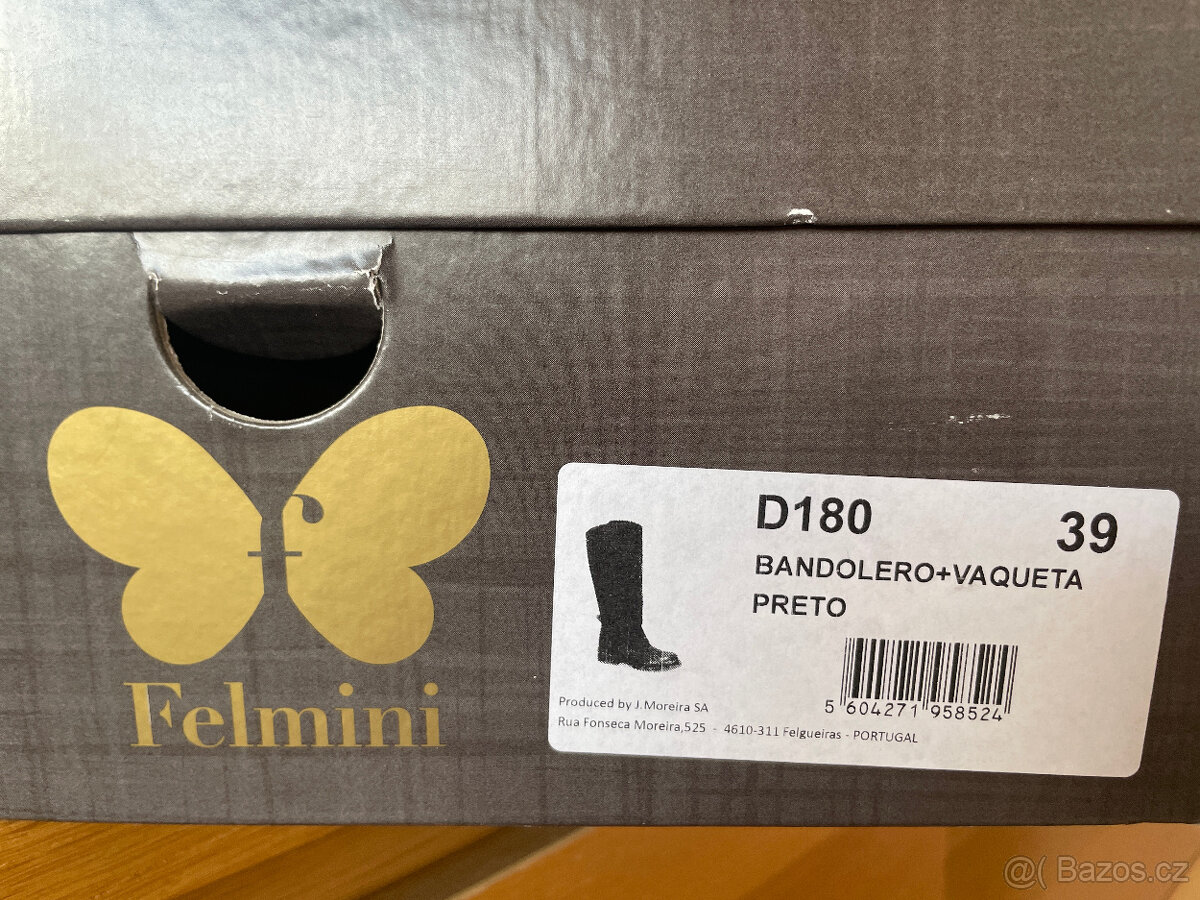 f
Felmini
D180 39
BANDOLERO+VAQUETA
PRETO
5 604271 958524
Produced by J.Moreira SA
Rua Fonseca Moreira,525 - 4610-311 Felgueiras - PORTUGAL
@( Bazos.cz